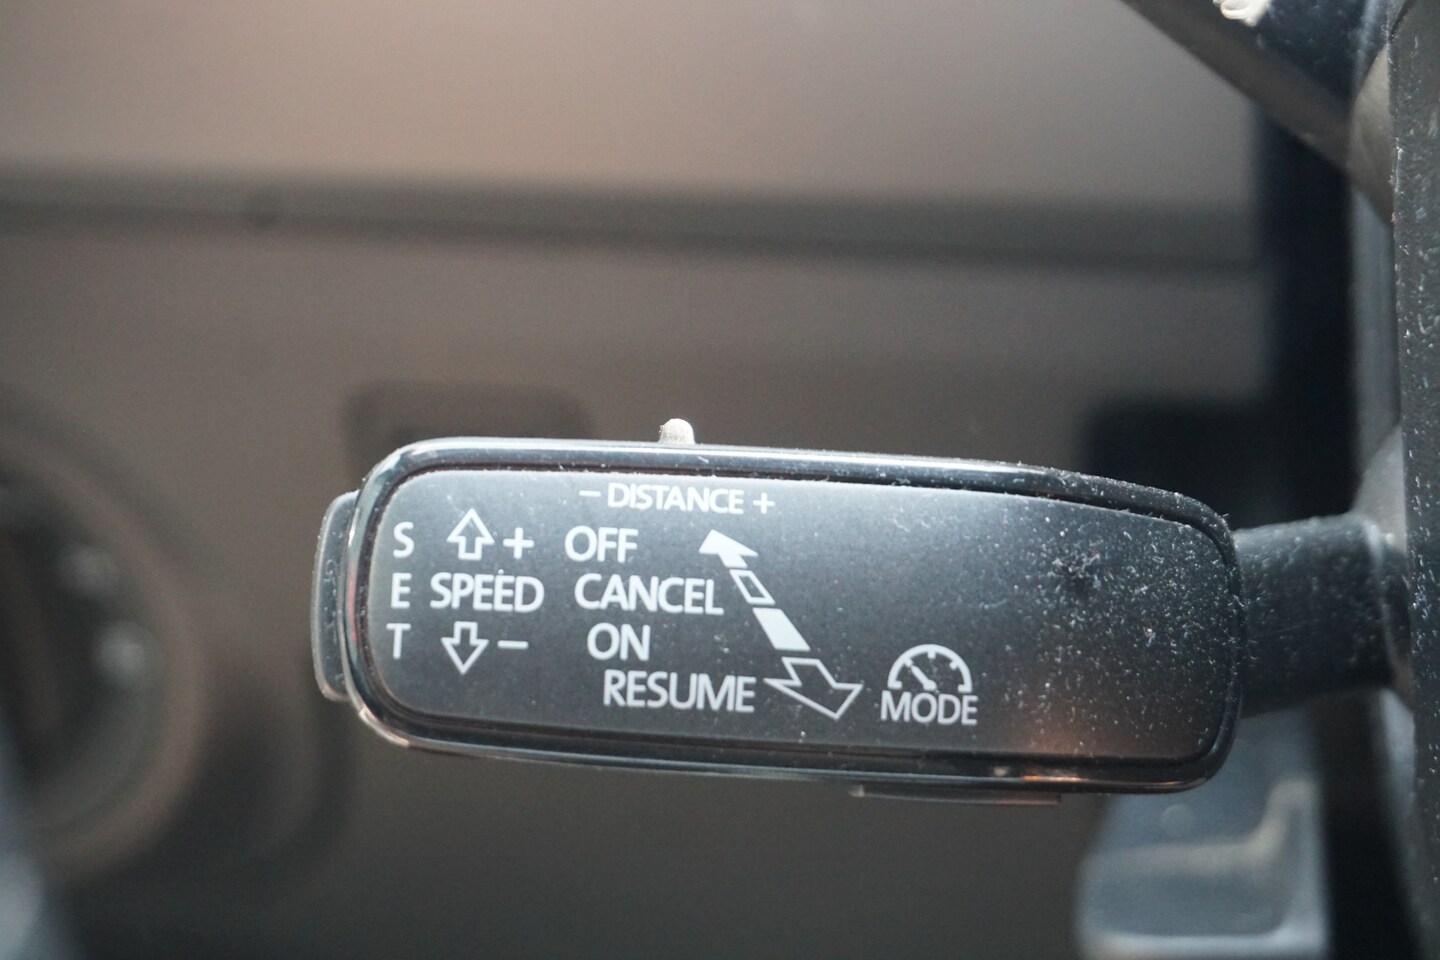 – DISTANCE +
S + OFF
E SPEED CANCEL
T – ON
RESUME
MODE